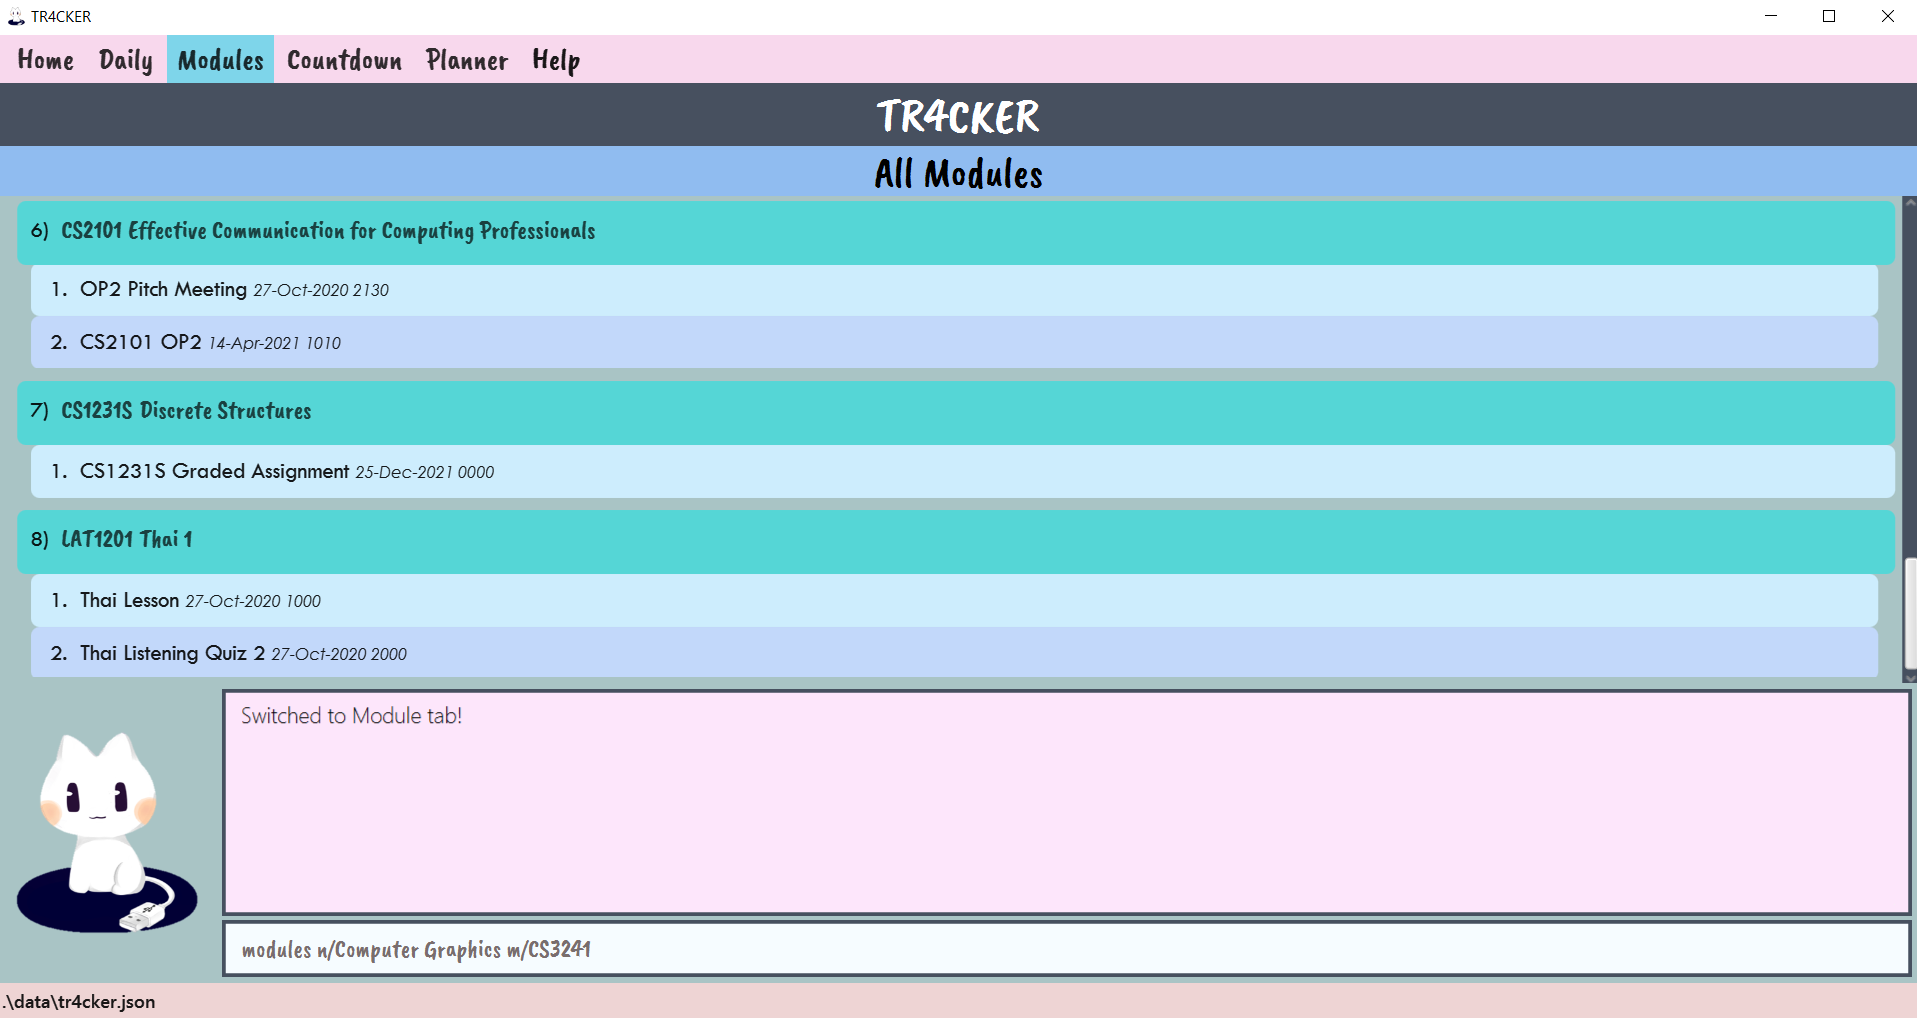 TR4CKER
Home Daily Modules Countdown Planner Help
TR4CKER
All Modules
6) CS2101 Effective Communication for Computing Professionals
1. OP2 Pitch Meeting 27-Oct-2020 2130
2. CS2101 OP2 14-Apr-2021 1010
7) CS1231S Discrete Structures
1. CS1231S Graded Assignment 25-Dec-2021 0000
8) LAT1201 Thai 1
1. Thai Lesson 27-Oct-2020 1000
2. Thai Listening Quiz 2 27-Oct-2020 2000
Switched to Module tab!
modules n/Computer Graphics m/CS3241
.\data\tr4cker.json